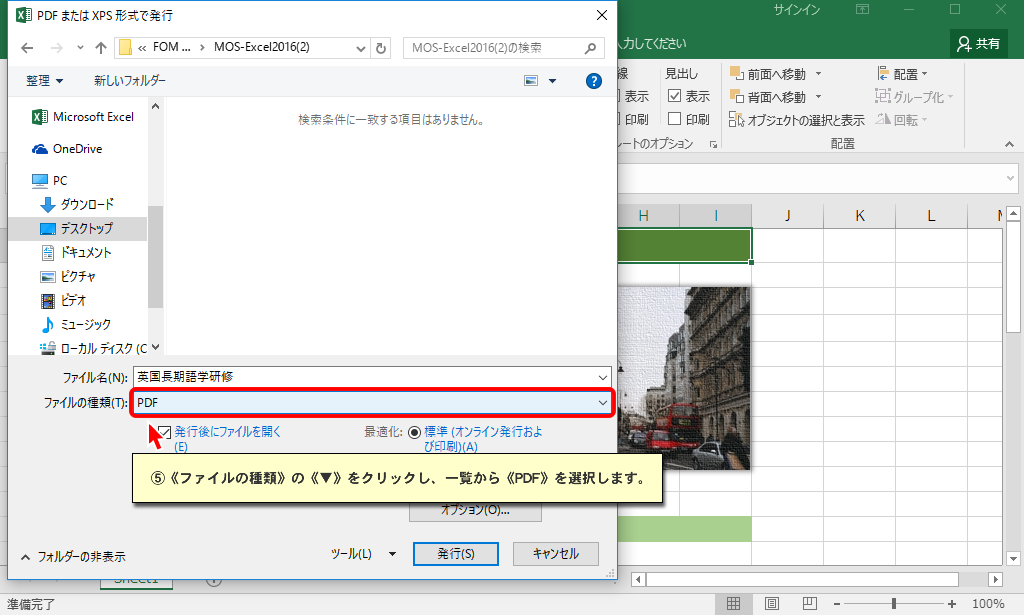 PDF または XPS 形式で発行
サインイン
« FOM ... › MOS-Excel2016(2)
MOS-Excel2016(2)の検索
入力してください
共有
整理
新しいフォルダー
Microsoft Excel
OneDrive
PC
ダウンロード
デスクトップ
ドキュメント
ピクチャ
ビデオ
ミュージック
ローカル ディスク (C
検索条件に一致する項目はありません。
線
見出し
表示
表示
印刷
印刷
ートのオプション
前面へ移動
背面へ移動
オブジェクトの選択と表示
配置
グループ化
回転
配置
H I J K L
ファイル名(N): 英国長期語学研修
ファイルの種類(T): PDF
発行後にファイルを開く
(E)
最適化:
標準 (オンライン発行およ
び印刷)(A)
⑤《ファイルの種類》の《▼》をクリックし、一覧から《PDF》を選択します。
オプション(O)...
フォルダーの非表示
ツール(L)
発行(S)
キャンセル
Sheet1
準備完了
100%